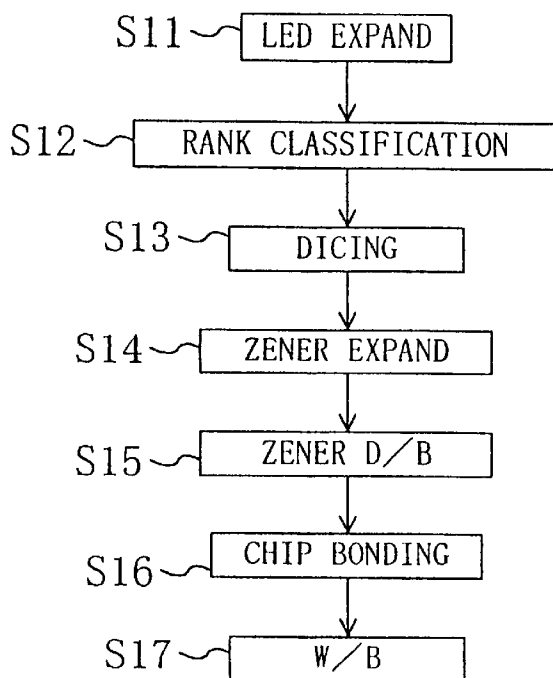 S11 LED EXPAND
S12 RANK CLASSIFICATION
S13 DICING
S14 ZENER EXPAND
S15 ZENER D/B
S16 CHIP BONDING
S17 W/B